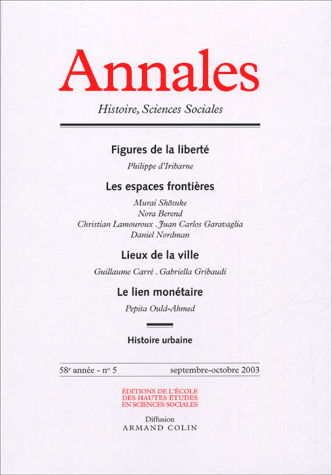 Annales
Histoire, Sciences Sociales
Figures de la liberté
Philippe d'Iribarne
Les espaces frontières
Murai Shōsuke
Nora Berend
Christian Lamouroux . Juan Carlos Garavaglia
Daniel Nordman
Lieux de la ville
Guillaume Carré . Gabriella Gribaudi
Le lien monétaire
Pepita Ould-Ahmed
Histoire urbaine
58e année - no 5 septembre-octobre 2003
ÉDITIONS DE L'ÉCOLE
DES HAUTES ÉTUDES
EN SCIENCES SOCIALES
Diffusion
ARMAND COLIN